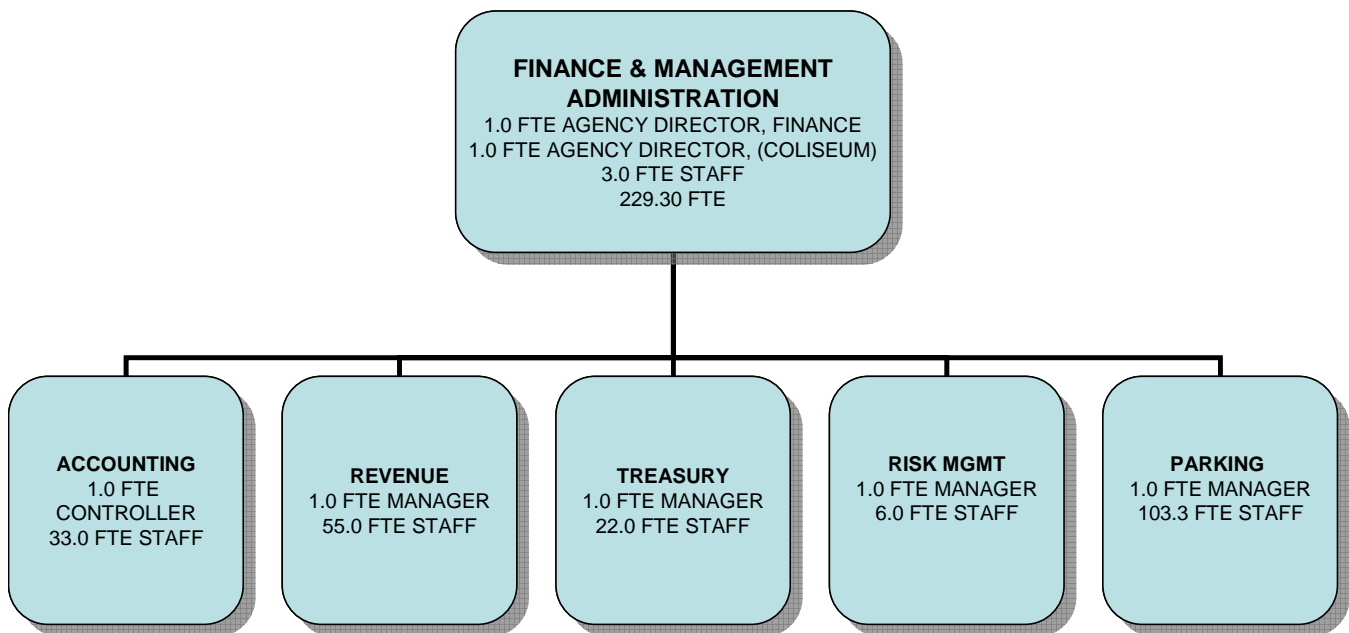 FINANCE & MANAGEMENT
ADMINISTRATION
1.0 FTE AGENCY DIRECTOR, FINANCE
1.0 FTE AGENCY DIRECTOR, (COLISEUM)
3.0 FTE STAFF
229.30 FTE
ACCOUNTING
1.0 FTE
CONTROLLER
33.0 FTE STAFF
REVENUE
1.0 FTE MANAGER
55.0 FTE STAFF
TREASURY
1.0 FTE MANAGER
22.0 FTE STAFF
RISK MGMT
1.0 FTE MANAGER
6.0 FTE STAFF
PARKING
1.0 FTE MANAGER
103.3 FTE STAFF